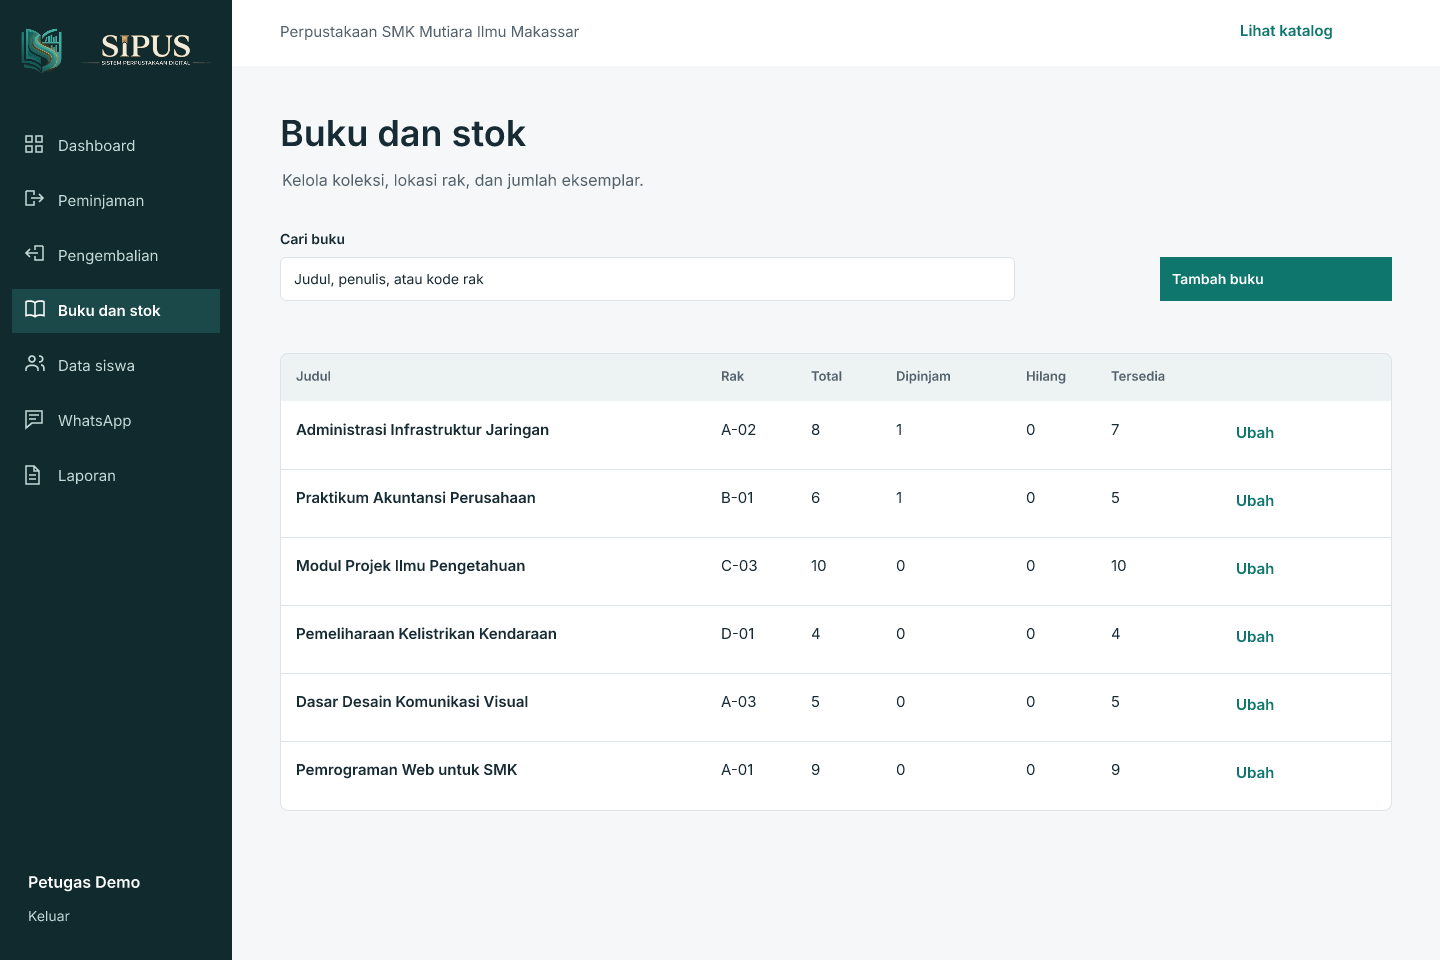 SIPUS
SISTEM PERPUSTAKAAN DIGITAL
Dashboard
Peminjaman
Pengembalian
Buku dan stok
Data siswa
WhatsApp
Laporan
Petugas Demo
Keluar
Perpustakaan SMK Mutiara Ilmu Makassar
Lihat katalog
Buku dan stok
Kelola koleksi, lokasi rak, dan jumlah eksemplar.
Cari buku
Judul, penulis, atau kode rak
Tambah buku
Judul Rak Total Dipinjam Hilang Tersedia
Administrasi Infrastruktur Jaringan A-02 8 1 0 7 Ubah
Praktikum Akuntansi Perusahaan B-01 6 1 0 5 Ubah
Modul Projek Ilmu Pengetahuan C-03 10 0 0 10 Ubah
Pemeliharaan Kelistrikan Kendaraan D-01 4 0 0 4 Ubah
Dasar Desain Komunikasi Visual A-03 5 0 0 5 Ubah
Pemrograman Web untuk SMK A-01 9 0 0 9 Ubah